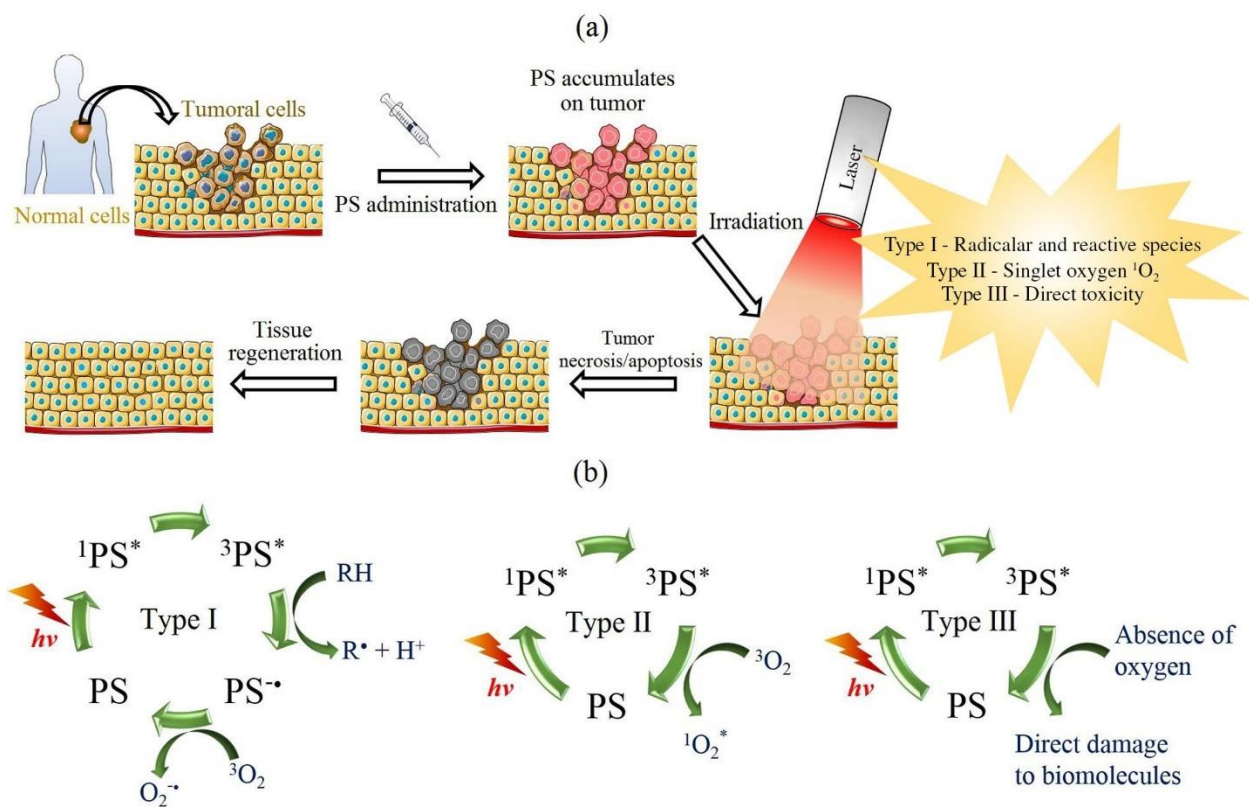 (a)
Tumoral cells
Normal cells
PS administration
PS accumulates
on tumor
Irradiation
Laser
Type I - Radicalar and reactive species
Type II - Singlet oxygen ¹O₂
Type III - Direct toxicity
Tumor
necrosis/apoptosis
Tissue
regeneration
(b)
¹PS*
³PS*
RH
Type I
hν
R• + H⁺
PS
PS⁻•
³O₂
O₂⁻•
¹PS*
³PS*
Type II
³O₂
hν
PS
¹O₂*
¹PS*
³PS*
Type III
Absence of
oxygen
hν
PS
Direct damage
to biomolecules